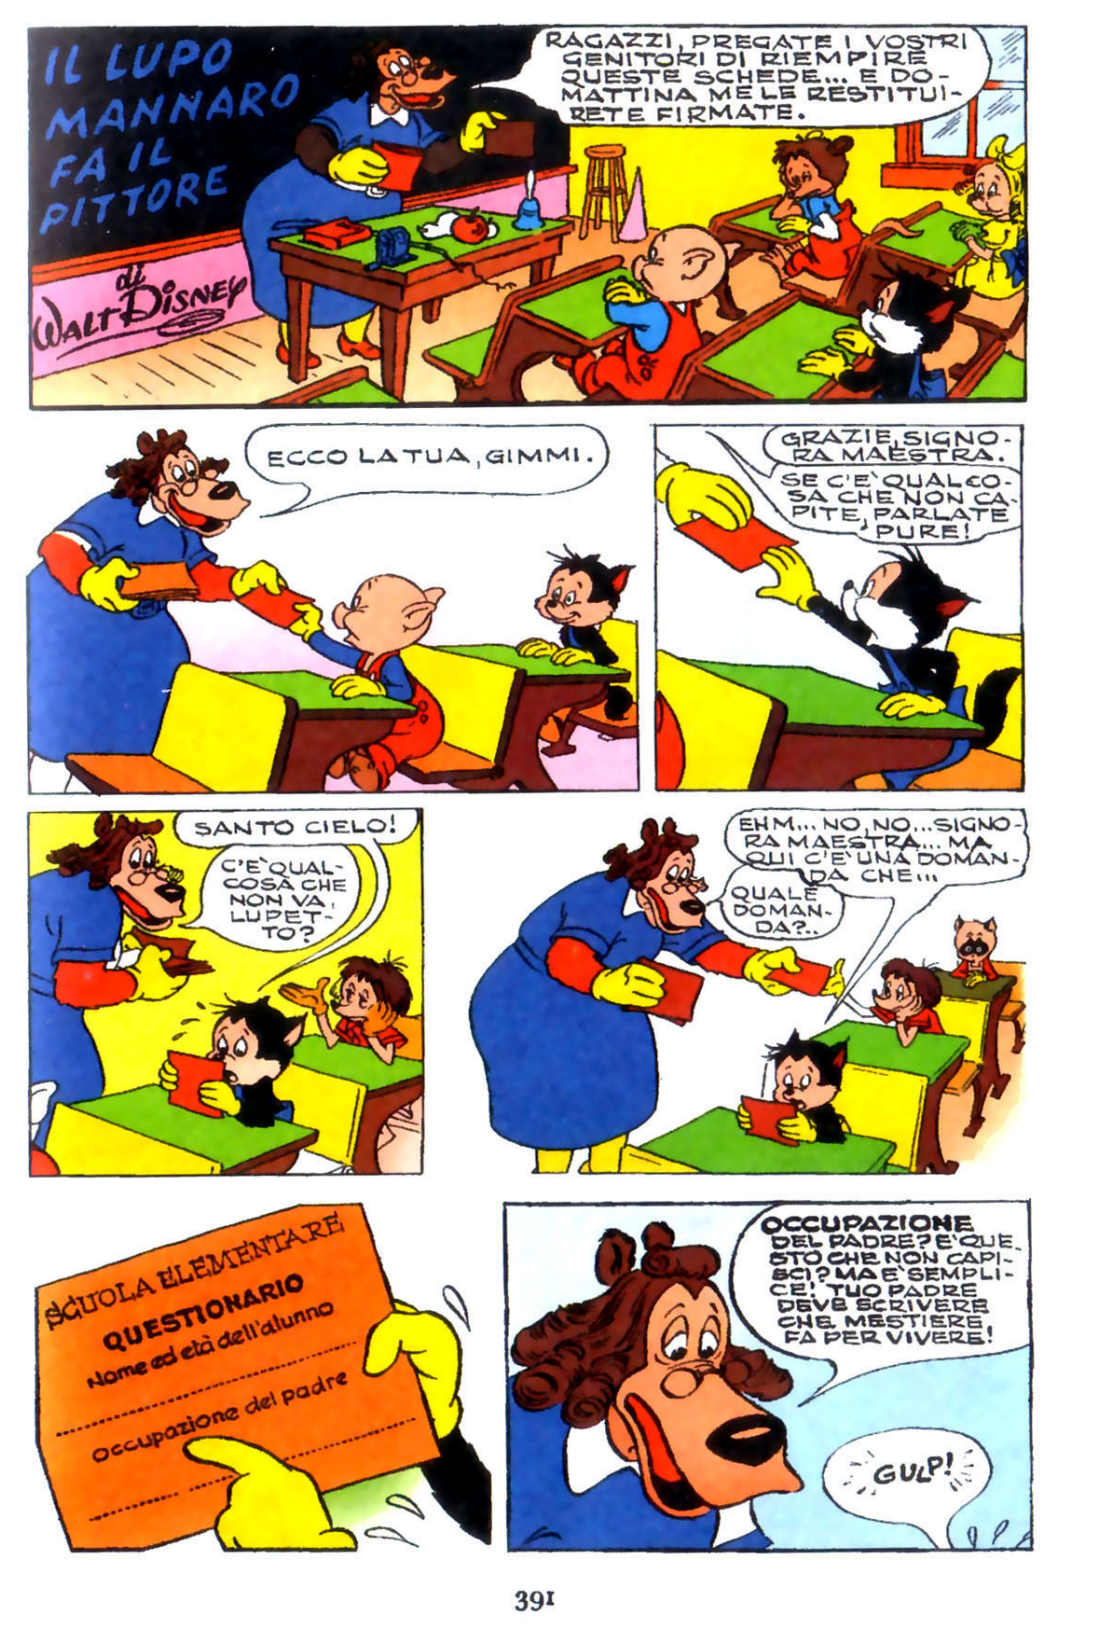 IL LUPO
MANNARO
FA IL
PITTORE
di
WALT DISNEY
RAGAZZI, PREGATE I VOSTRI
GENITORI DI RIEMPIRE
QUESTE SCHEDE... E DO-
MATTINA ME LE RESTITUI-
RETE FIRMATE.
ECCO LA TUA, GIMMI.
GRAZIE, SIGNO-
RA MAESTRA.
SE C'E' QUALCO-
SA CHE NON CA-
PITE, PARLATE
PURE!
SANTO CIELO!
C'E' QUAL-
COSA CHE
NON VA,
LUPET-
TO?
EHM... NO, NO... SIGNO-
RA MAESTRA... MA
QUI C'E' UNA DOMAN-
DA CHE...
QUALE
DOMAN-
DA?..
SCUOLA ELEMENTARE
QUESTIONARIO
Nome ed età dell'alunno
occupazione del padre
OCCUPAZIONE
DEL PADRE? E' QUE-
STO CHE NON CAPI-
SCI? MA E' SEMPLI-
CE! TUO PADRE
DEVE SCRIVERE
CHE MESTIERE
FA PER VIVERE!
GULP!
391